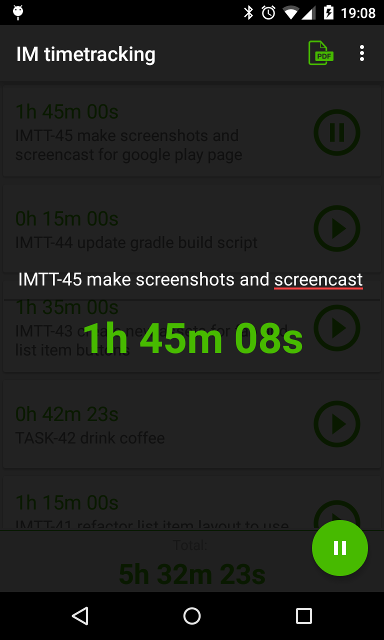 19:08
IM timetracking
PDF
1h 45m 00s
IMTT-45 make screenshots and
screencast for google play page
0h 15m 00s
IMTT-44 update gradle build script
IMTT-45 make screenshots and screencast
1h 35m 00s
1h 45m 08s
IMTT-43
list item buttons
0h 42m 23s
TASK-42 drink coffee
1h 15m 00s
IMTT-41 refactor list item layout to use
Total:
5h 32m 23s